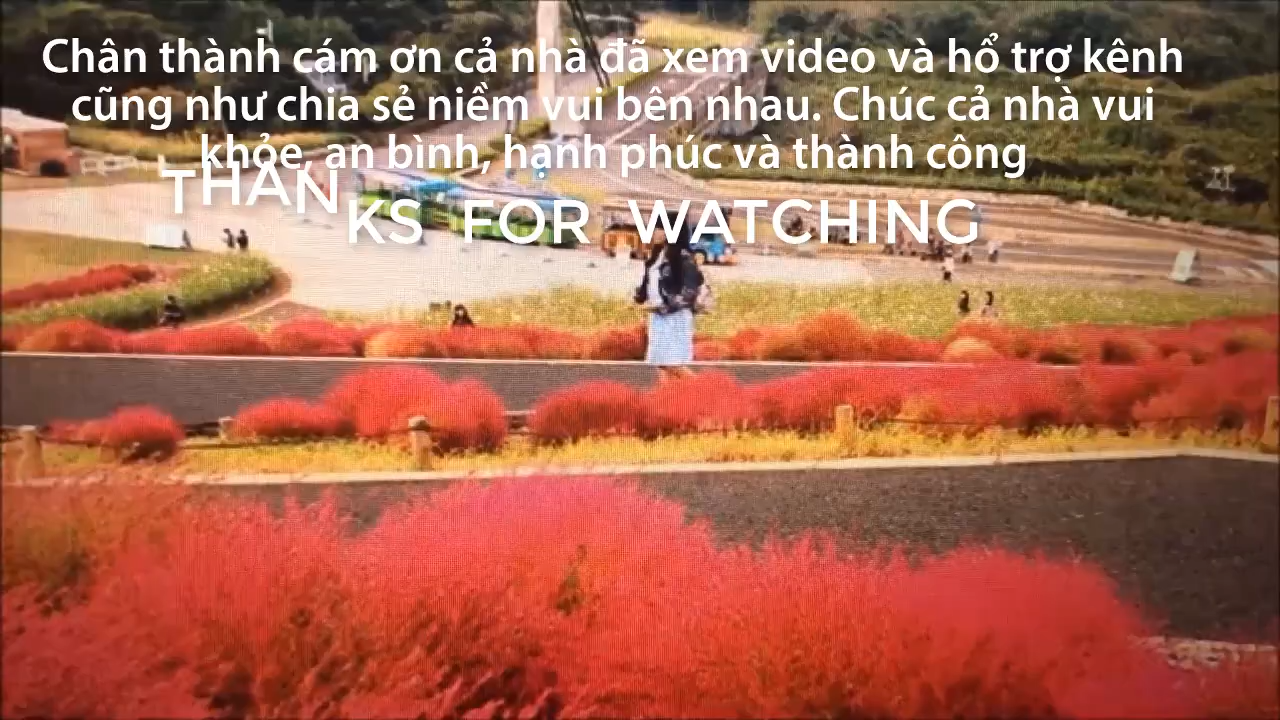 Chân thành cám ơn cả nhà đã xem video và hổ trợ kênh
cũng như chia sẻ niềm vui bên nhau. Chúc cả nhà vui
khỏe, an bình, hạnh phúc và thành công
THANKS FOR WATCHING